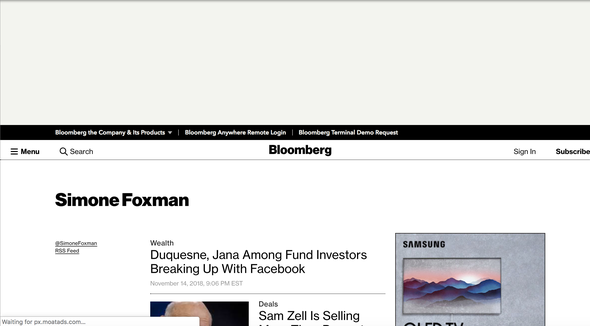 Bloomberg the Company & Its Products
Bloomberg Anywhere Remote Login
Bloomberg Terminal Demo Request
Menu
Search
Bloomberg
Sign In
Subscribe
Simone Foxman
@SimoneFoxman
RSS Feed
Wealth
Duquesne, Jana Among Fund Investors
Breaking Up With Facebook
November 14, 2018, 9:06 PM EST
Deals
Sam Zell Is Selling
SAMSUNG
OLED TV
Waiting for px.moatads.com...